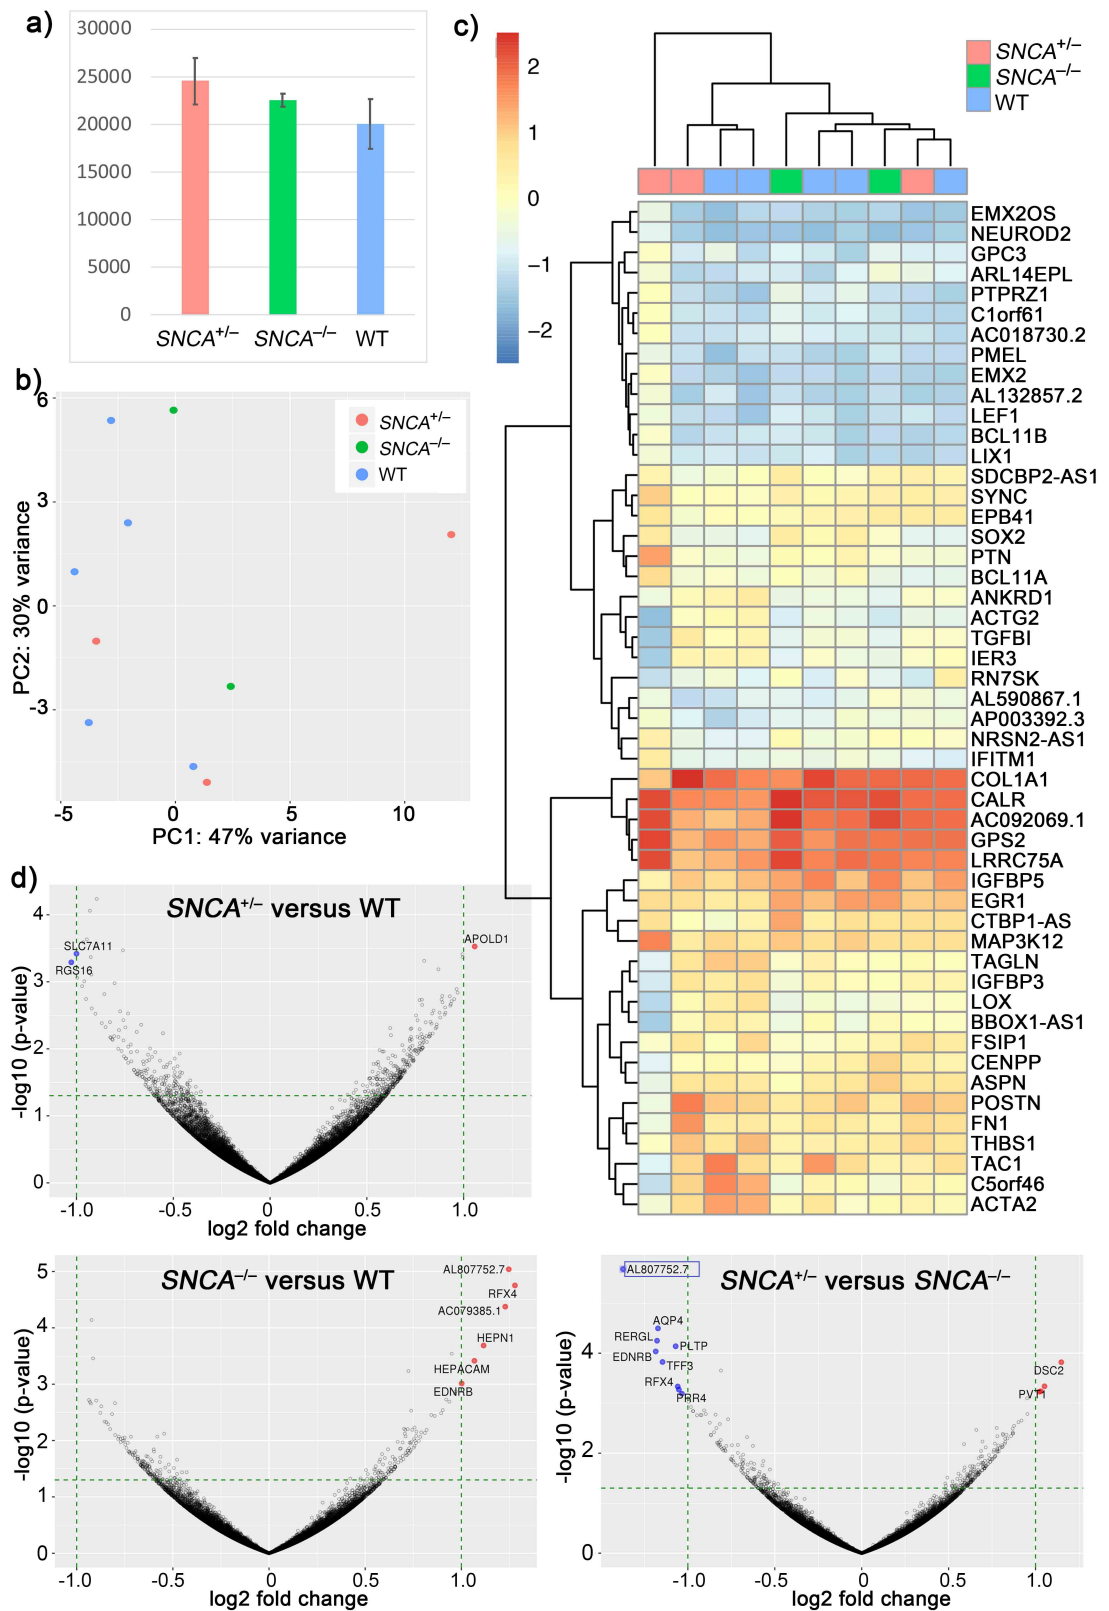 a)
30000
25000
20000
15000
10000
5000
0
SNCA+/–
SNCA–/–
WT
b)
6
3
0
-3
-5
0
5
10
PC2: 30% variance
PC1: 47% variance
SNCA+/–
SNCA–/–
WT
c)
2
1
0
−1
−2
SNCA+/–
SNCA–/–
WT
EMX2OS
NEUROD2
GPC3
ARL14EPL
PTPRZ1
C1orf61
AC018730.2
PMEL
EMX2
AL132857.2
LEF1
BCL11B
LIX1
SDCBP2-AS1
SYNC
EPB41
SOX2
PTN
BCL11A
ANKRD1
ACTG2
TGFBI
IER3
RN7SK
AL590867.1
AP003392.3
NRSN2-AS1
IFITM1
COL1A1
CALR
AC092069.1
GPS2
LRRC75A
IGFBP5
EGR1
CTBP1-AS
MAP3K12
TAGLN
IGFBP3
LOX
BBOX1-AS1
FSIP1
CENPP
ASPN
POSTN
FN1
THBS1
TAC1
C5orf46
ACTA2
d)
SNCA+/– versus WT
4
3
2
1
0
-log10 (p-value)
SLC7A11
RGS16
APOLD1
-1.0
-0.5
0
0.5
1.0
log2 fold change
SNCA–/– versus WT
5
4
3
2
1
0
-log10 (p-value)
AL807752.7
RFX4
AC079385.1
HEPN1
HEPACAM
EDNRB
-1.0
-0.5
0
0.5
1.0
log2 fold change
SNCA+/– versus SNCA–/–
4
2
0
-log10 (p-value)
AL807752.7
AQP4
RERGL
PLTP
EDNRB
TFF3
RFX4
PRR4
DSC2
PVT1
-1.0
-0.5
0
0.5
1.0
log2 fold change